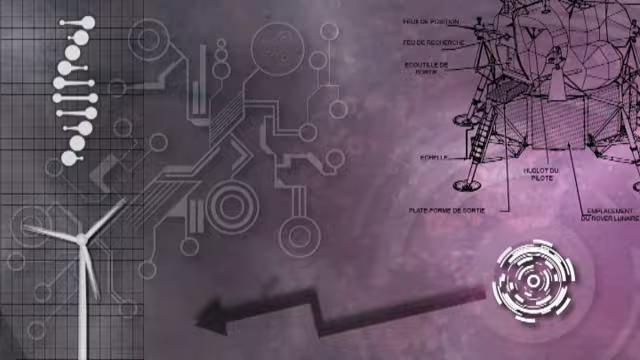 FEUX DE POSITION
FEU DE RECHERCHE
ECOUTILLE DE
SORTIE
ECHELLE
HUBLOT DU
PILOTE
PLATE-FORME DE SORTIE
EMPLACEMENT
DU ROVER LUNAIRE